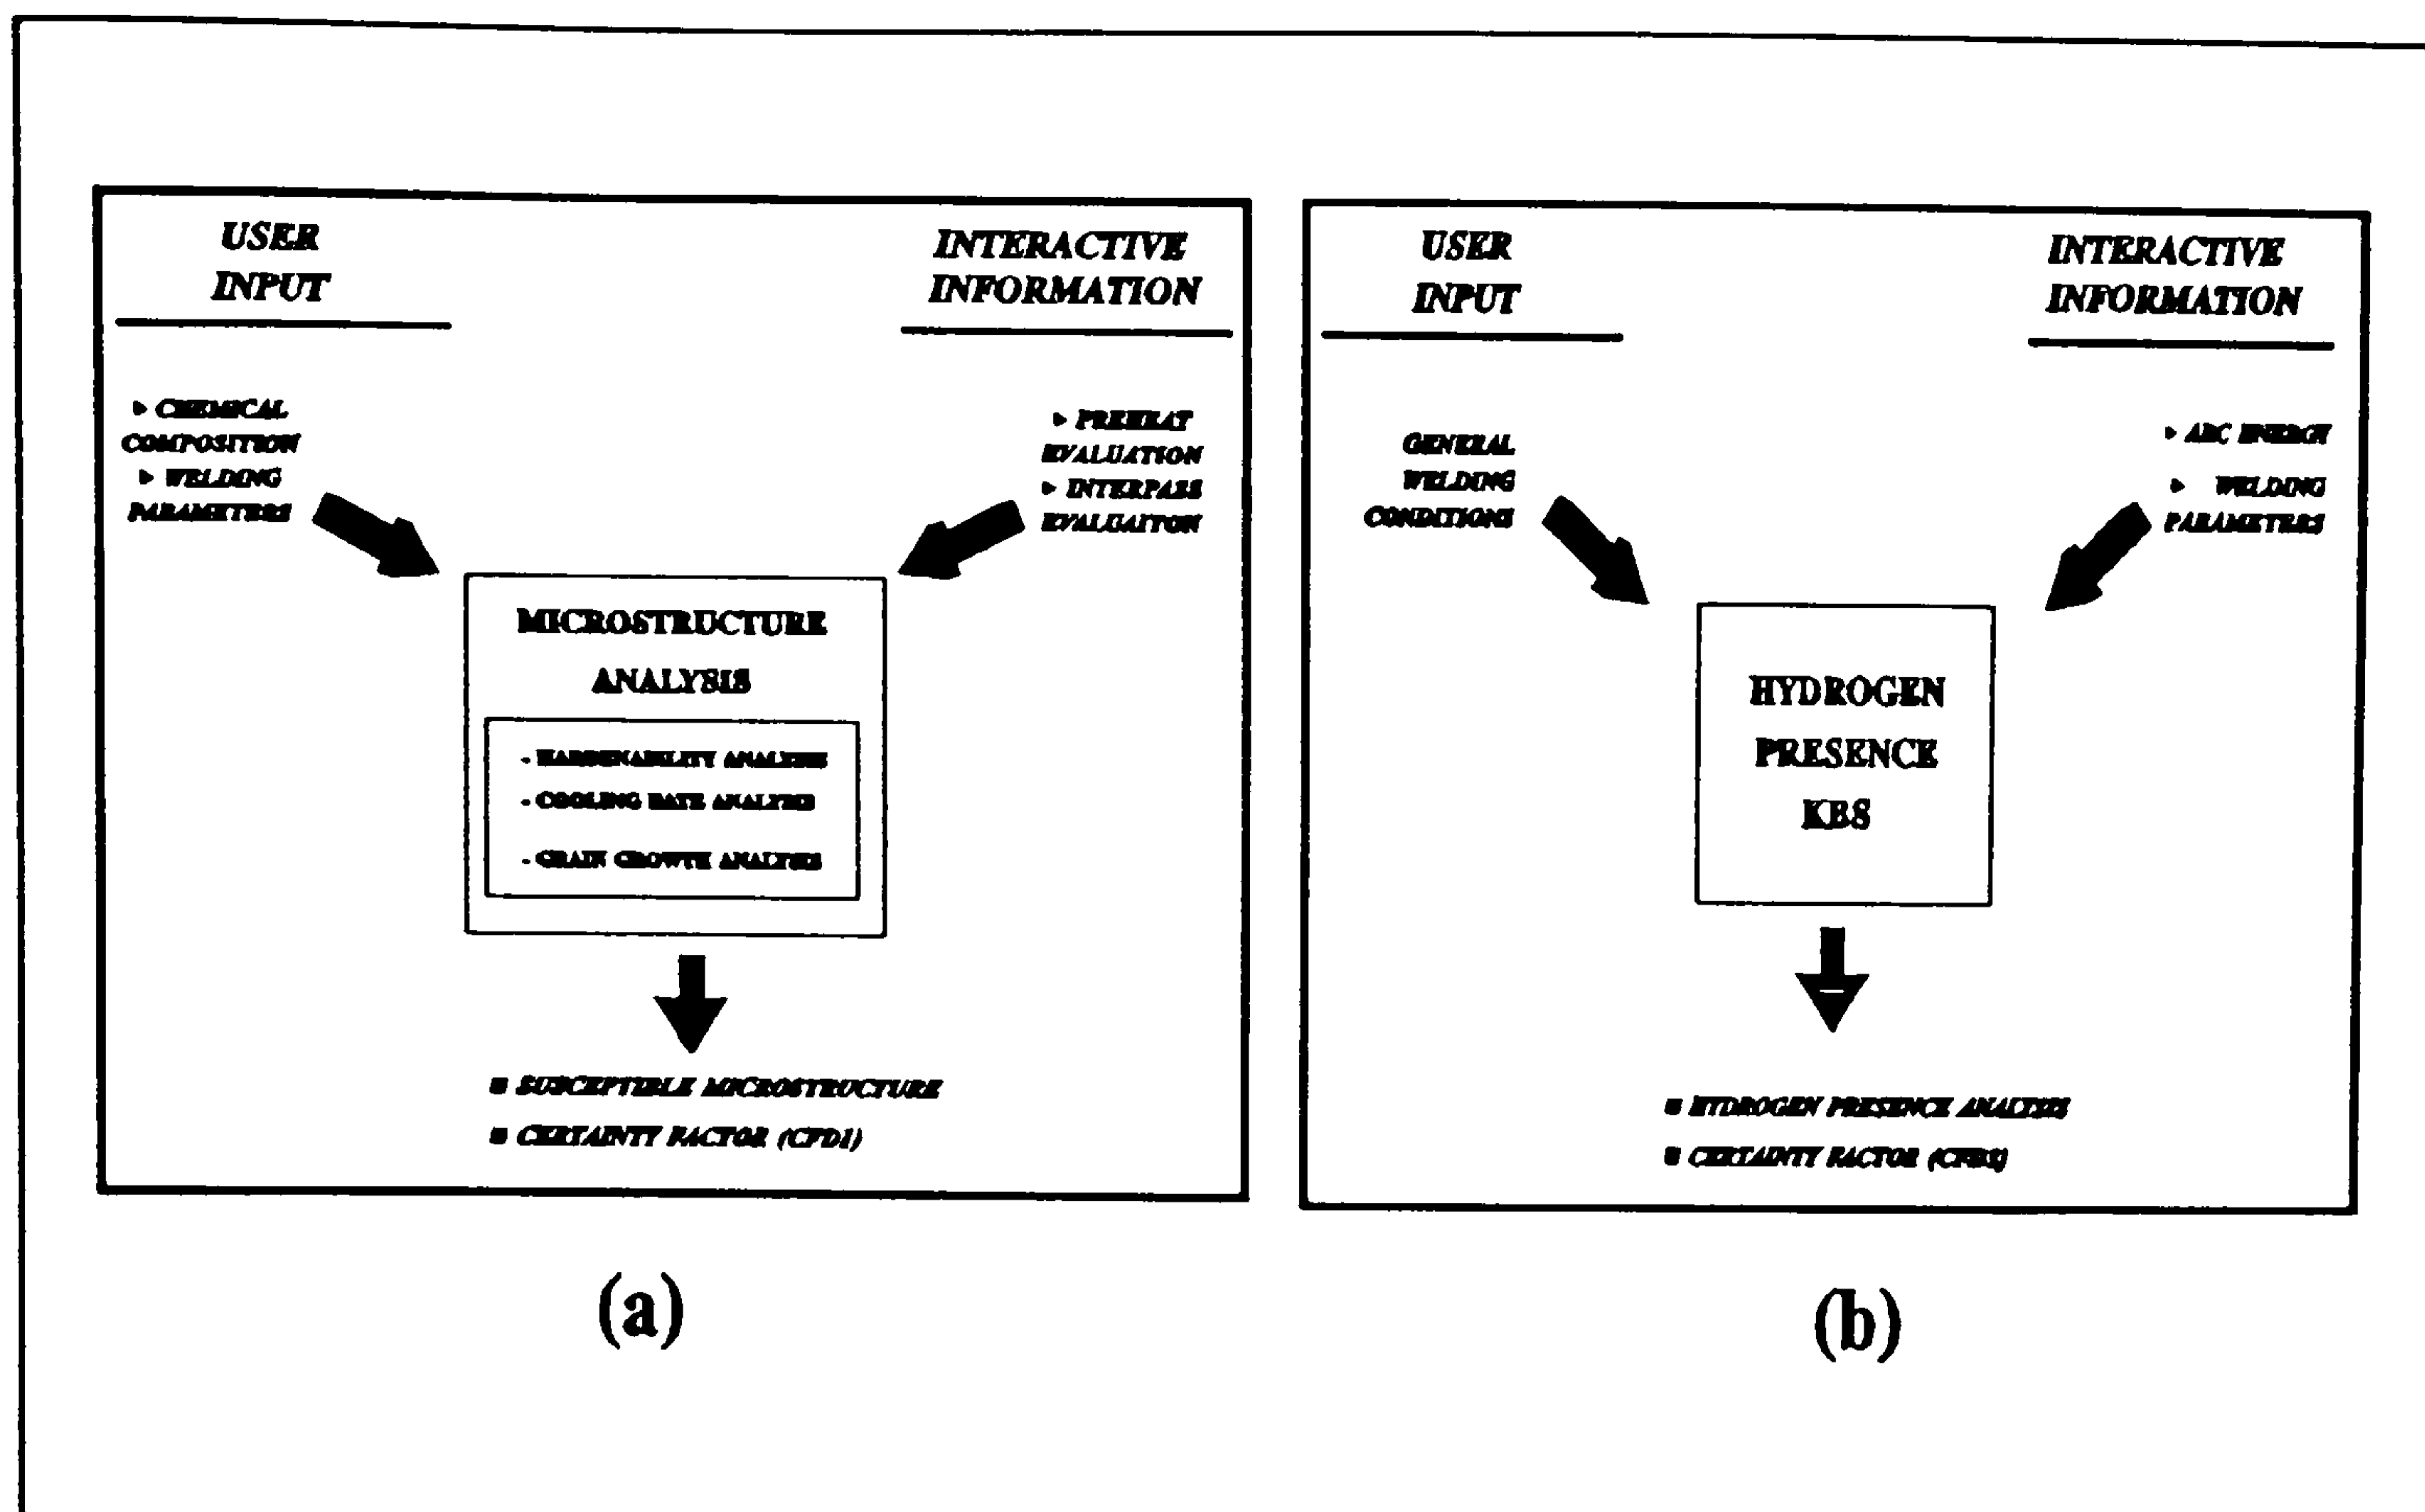 USER
INPUT
INTERACTIVE
INFORMATION
▸ CHEMICAL
COMPOSITION
▸ WELDING
PARAMETERS
▸ PREHEAT
EVALUATION
▸ INTERPASS
EVALUAITON
MICROSTRUCTURE
ANALYSIS
- HARDENABILITY ANALYSIS
- COOLING RATE ANALYSIS
- GRAIN GROWTH ANALYSIS
■ SUSCEPTIBLE MICROSTRUCTURE
■ CERTAINTY FACTOR (CFD1)
(a)
USER
INPUT
INTERACTIVE
INFORMATION
GENERAL
WELDING
CONDITIONS
▸ ARC ENERGY
▸ WELDING
PARAMETERS
HYDROGEN
PRESENCE
KBS
■ HYDROGEN PRESENCE ANALYSIS
■ CERTAINTY FACTOR
(b)